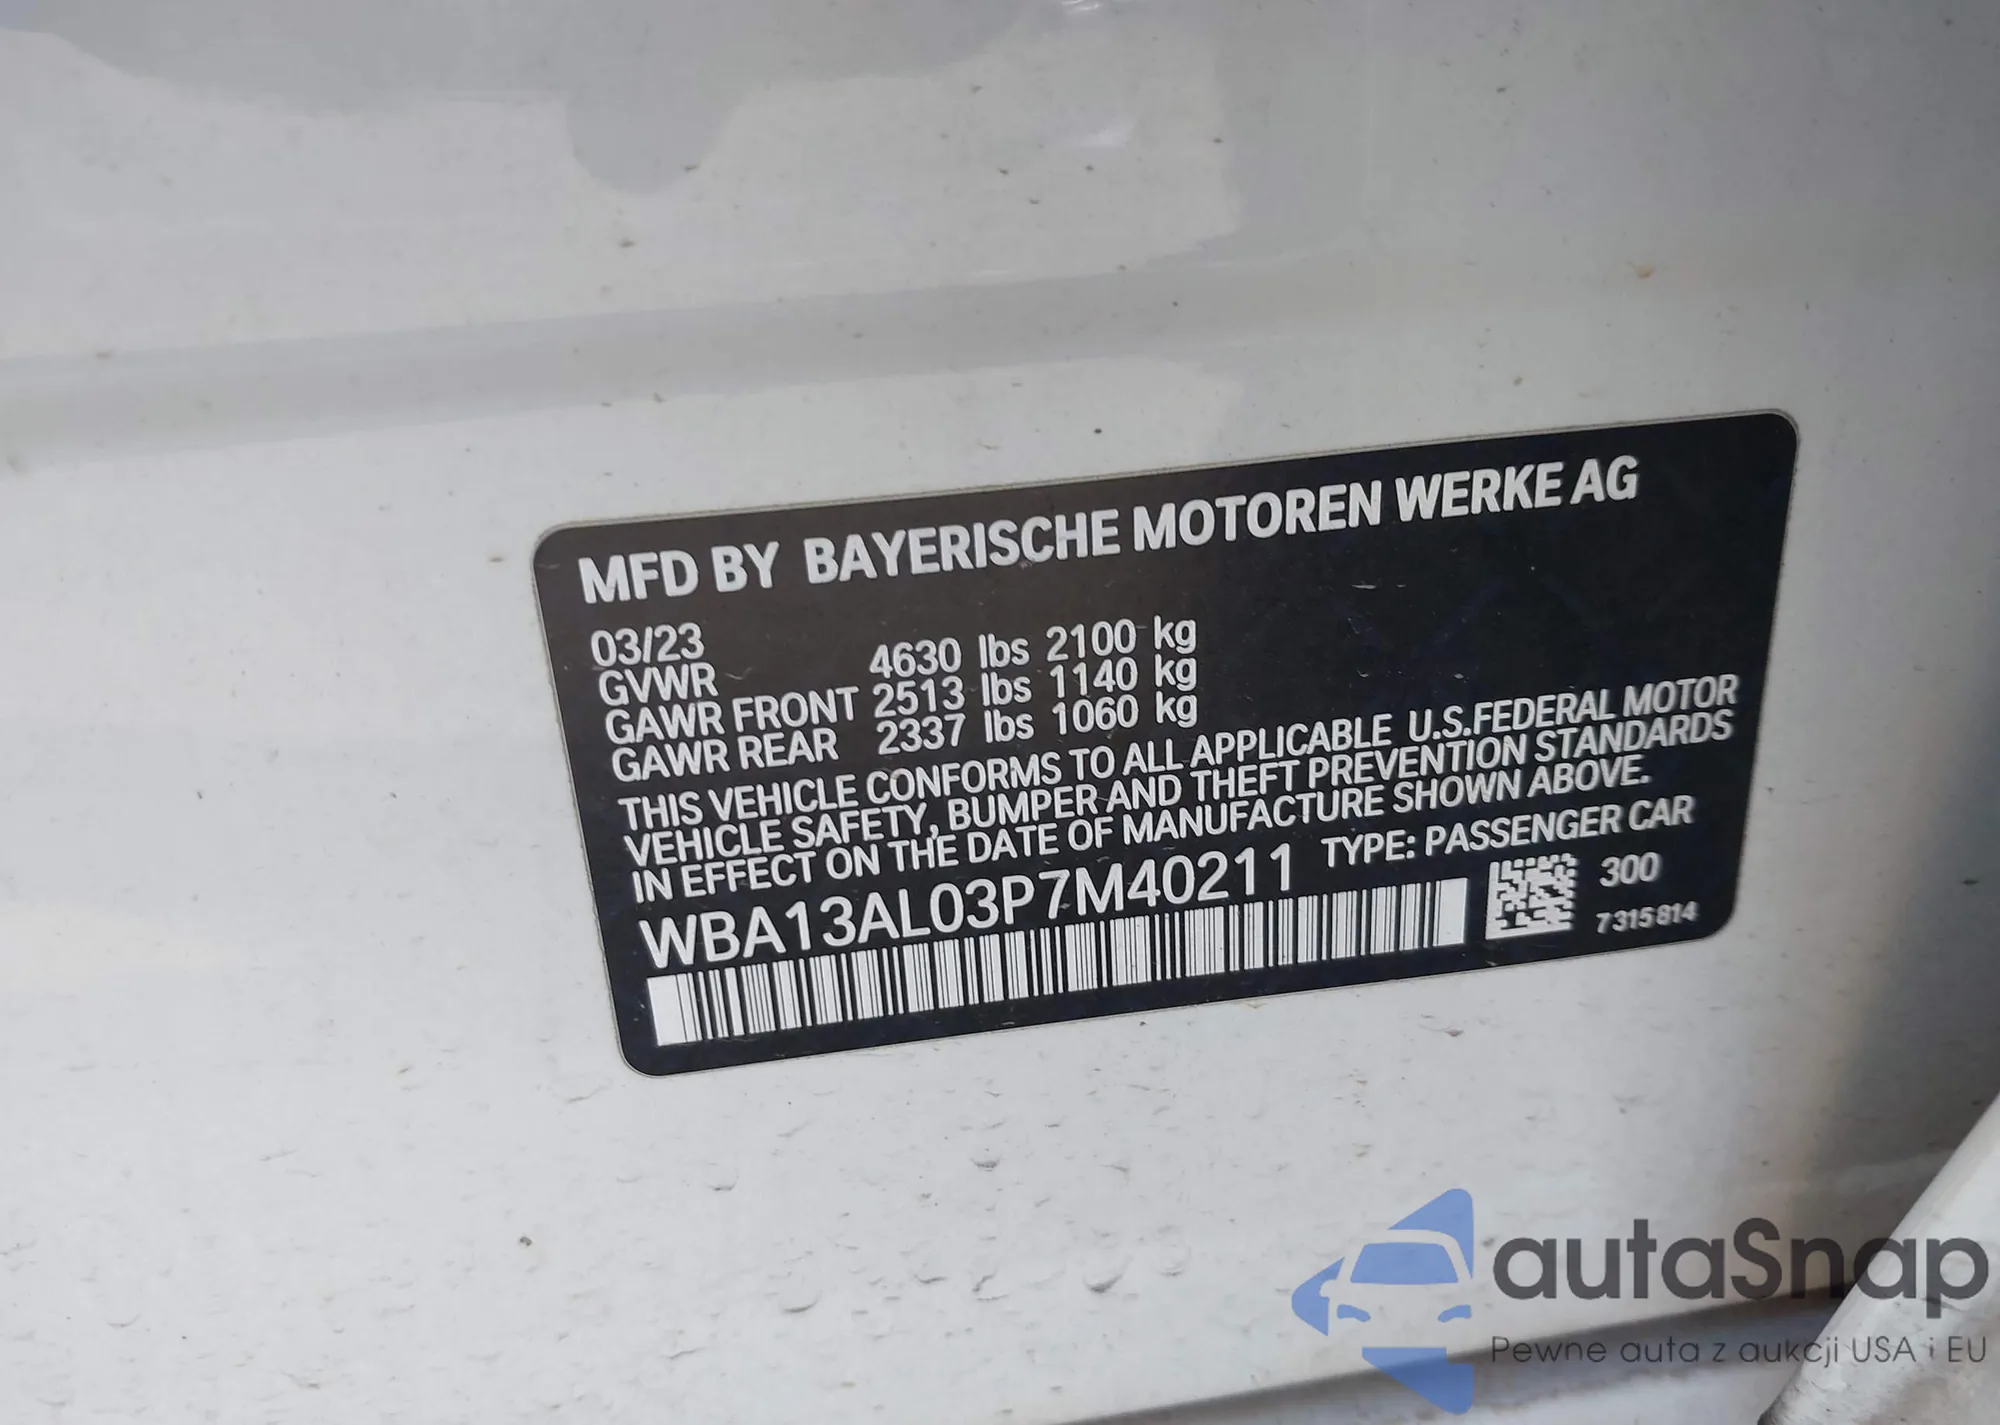 MFD BY BAYERISCHE MOTOREN WERKE AG
03/23
GVWR 4630 lbs 2100 kg
GAWR FRONT 2513 lbs 1140 kg
GAWR REAR 2337 lbs 1060 kg
THIS VEHICLE CONFORMS TO ALL APPLICABLE U.S.FEDERAL MOTOR
VEHICLE SAFETY, BUMPER AND THEFT PREVENTION STANDARDS
IN EFFECT ON THE DATE OF MANUFACTURE SHOWN ABOVE.
WBA13AL03P7M40211 TYPE: PASSENGER CAR
300
7315814
autaSnap
Pewne auta z aukcji USA i EU